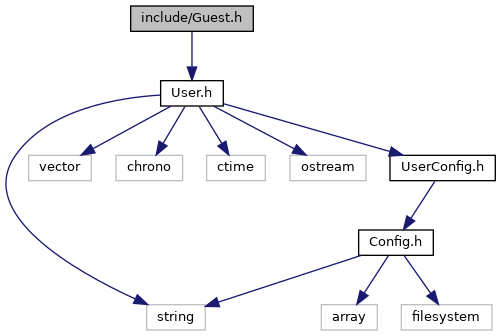 include/Guest.h
User.h
vector
chrono
ctime
ostream
UserConfig.h
Config.h
string
array
filesystem